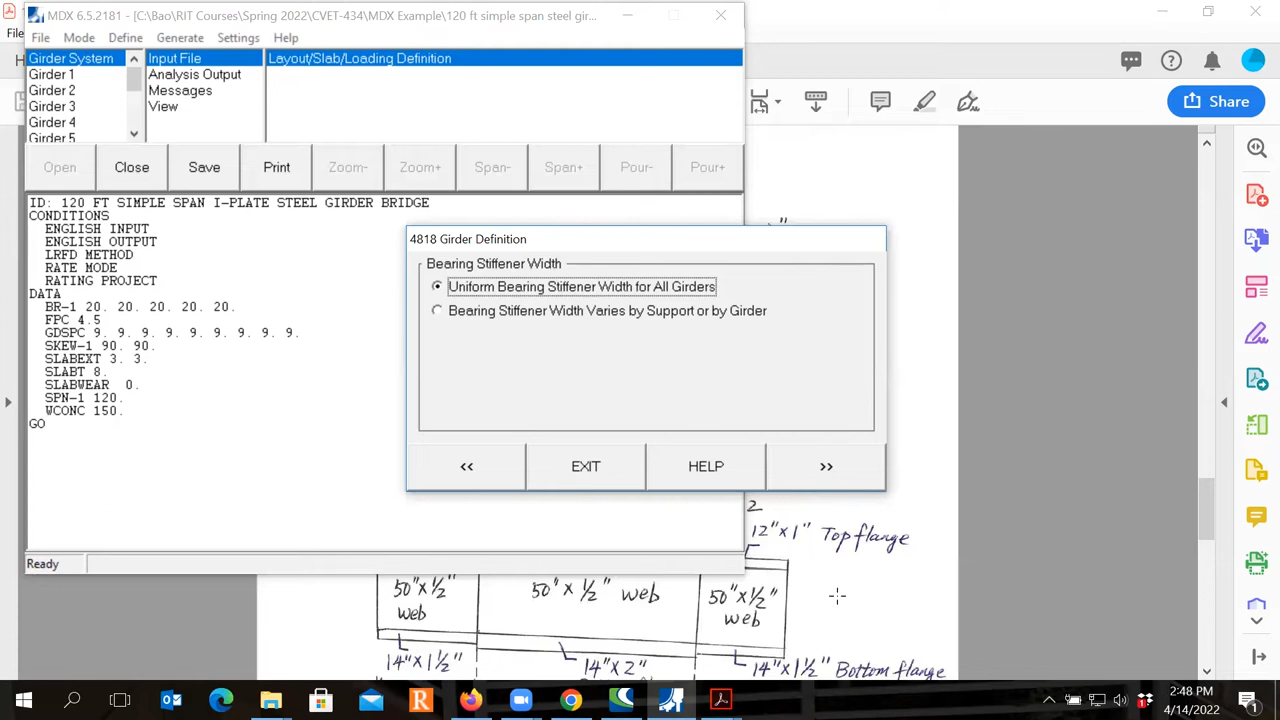 MDX 6.5.2181 - [C:\Bao\RIT Courses\Spring 2022\CVET-434\MDX Example\120 ft simple span steel gir...
File
Mode
Define
Generate
Settings
Help
Girder System
Girder 1
Girder 2
Girder 3
Girder 4
Girder 5
Input File
Analysis Output
Messages
View
Layout/Slab/Loading Definition
Share
Open
Close
Save
Print
Zoom-
Zoom+
Span-
Span+
Pour-
Pour+
ID: 120 FT SIMPLE SPAN I-PLATE STEEL GIRDER BRIDGE
CONDITIONS
ENGLISH INPUT
ENGLISH OUTPUT
LRFD METHOD
RATE MODE
RATING PROJECT
DATA
BR-1 20. 20. 20. 20. 20.
FPC 4.5
GDSPC 9. 9. 9. 9. 9. 9. 9. 9.
SKEW-1 90. 90.
SLABEXT 3. 3.
SLABT 8.
SLABWEAR 0.
SPN-1 120.
WCONC 150.
GO
4818 Girder Definition
Bearing Stiffener Width
Uniform Bearing Stiffener Width for All Girders
Bearing Stiffener Width Varies by Support or by Girder
<<
EXIT
HELP
>>
2
12"x1" Top flange
Ready
50"x½" web
50"x½" web
50"x½" web
14"x1½"
14"x2"
14"x1½" Bottom flange
2:48 PM
4/14/2022